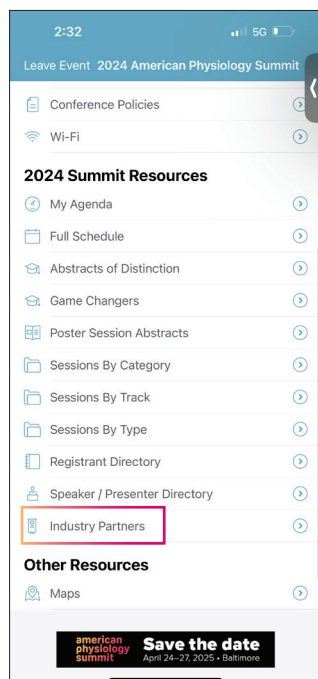 2:32
5G
Leave Event 2024 American Physiology Summit
Conference Policies
Wi-Fi
2024 Summit Resources
My Agenda
Full Schedule
Abstracts of Distinction
Game Changers
Poster Session Abstracts
Sessions By Category
Sessions By Track
Sessions By Type
Registrant Directory
Speaker / Presenter Directory
Industry Partners
Other Resources
Maps
american
physiology
summit
Save the date
April 24–27, 2025 • Baltimore